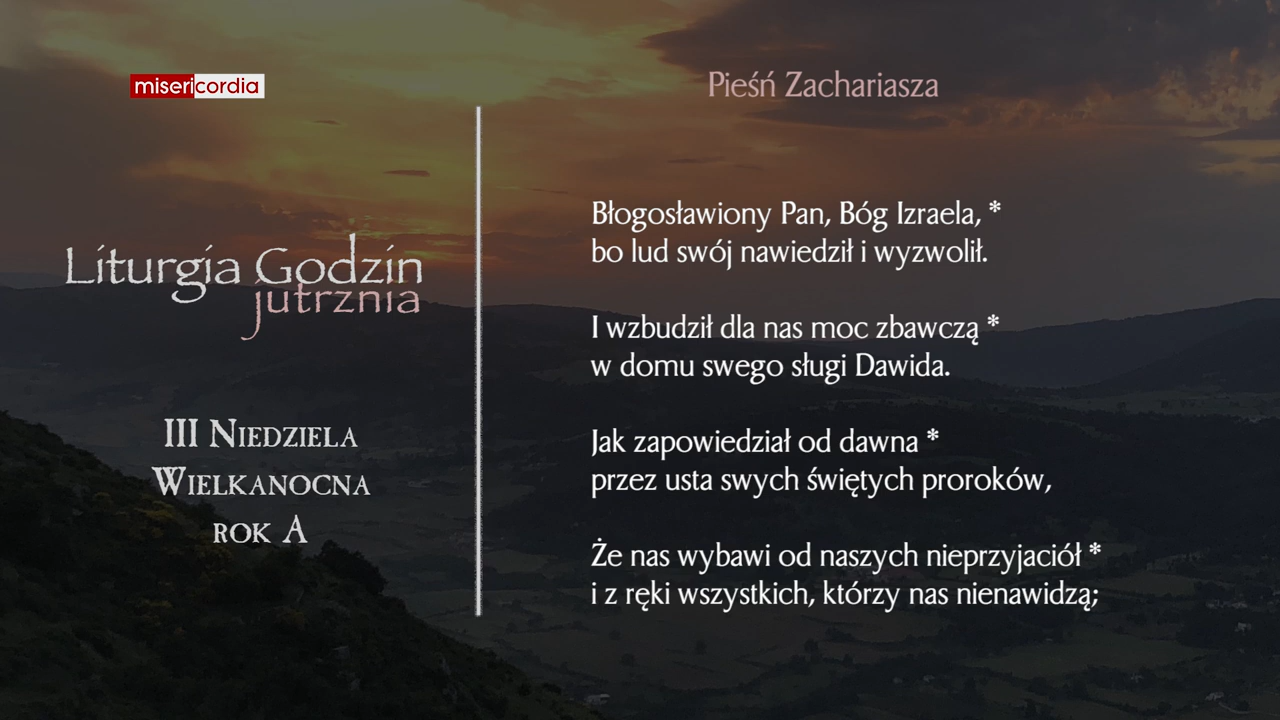 misericordia
Liturgia Godzin
jutrznia
III Niedziela
Wielkanocna
rok A
Pieśń Zachariasza
Błogosławiony Pan, Bóg Izraela, *
bo lud swój nawiedził i wyzwolił.
I wzbudził dla nas moc zbawczą *
w domu swego sługi Dawida.
Jak zapowiedział od dawna *
przez usta swych świętych proroków,
Że nas wybawi od naszych nieprzyjaciół *
i z ręki wszystkich, którzy nas nienawidzą;